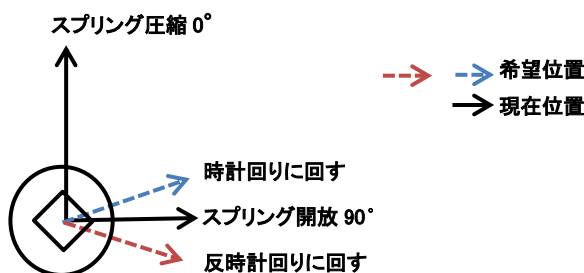 スプリング圧縮 0°
希望位置
現在位置
時計回りに回す
スプリング開放 90°
反時計回りに回す